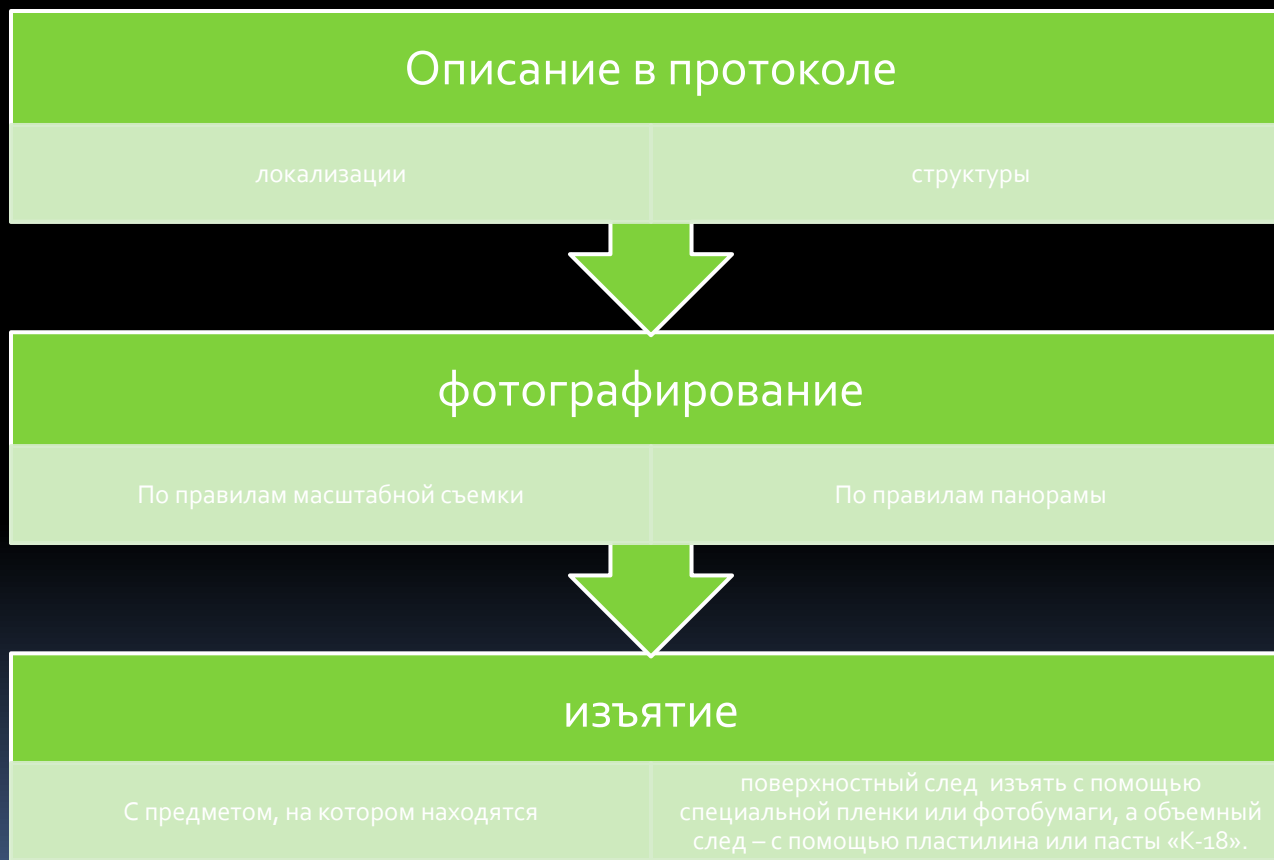 Описание в протоколе
локализации
структуры
фотографирование
По правилам масштабной съемки
По правилам панорамы
изъятие
С предметом, на котором находятся
поверхностный след изъять с помощью
специальной пленки или фотобумаги, а объемный
след – с помощью пластилина или пасты «К-18».